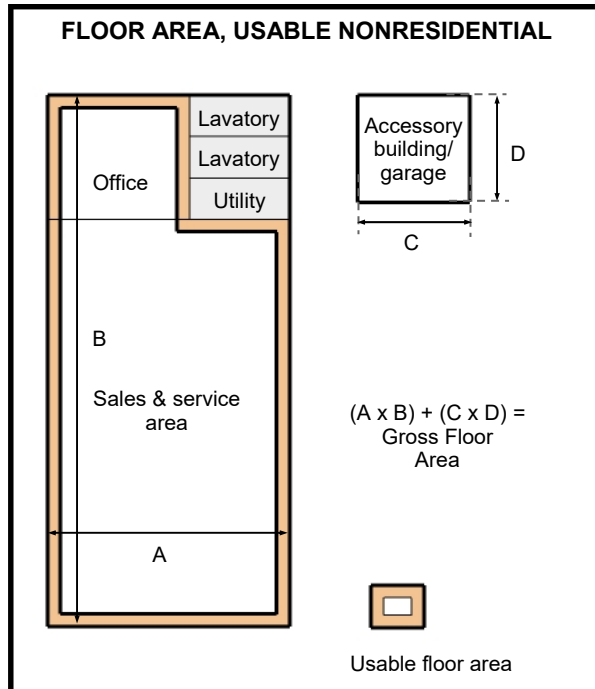 FLOOR AREA, USABLE NONRESIDENTIAL
Lavatory
Lavatory
Utility
Office
Accessory
building/
garage
D
C
B
Sales & service
area
A
(A x B) + (C x D) =
Gross Floor
Area
Usable floor area